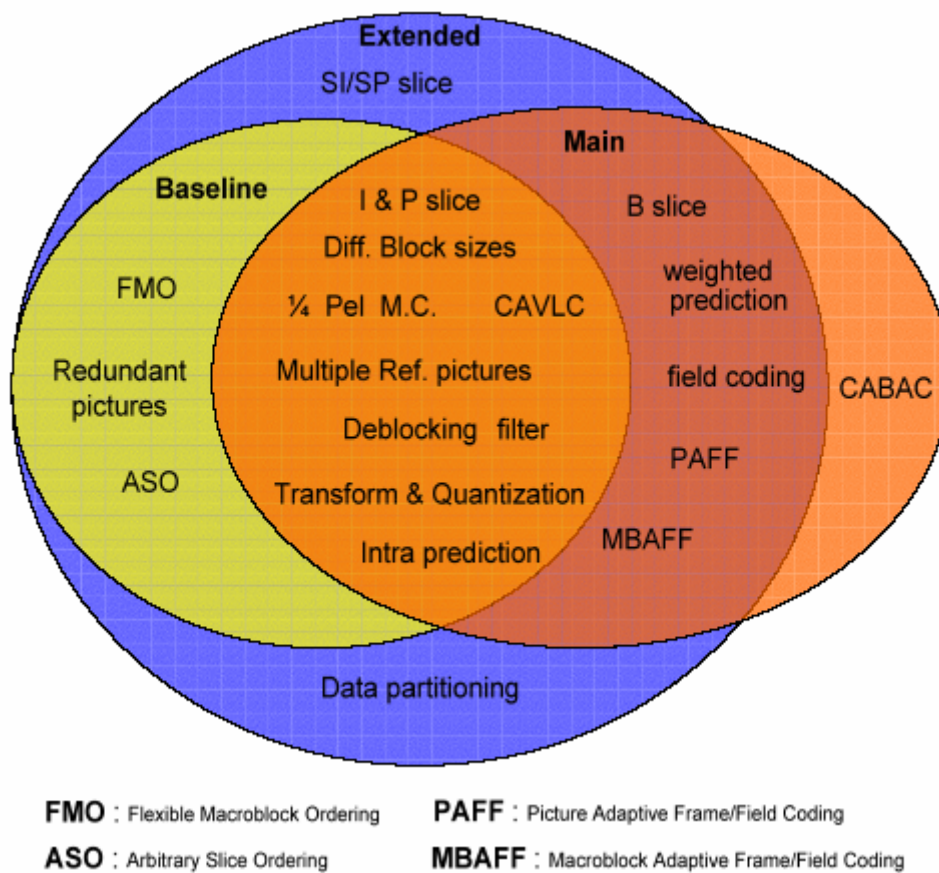 Extended
SI/SP slice
Main
Baseline
I & P slice
B slice
Diff. Block sizes
FMO
weighted
prediction
¼ Pel M.C. CAVLC
Redundant
pictures
Multiple Ref. pictures
field coding
CABAC
Deblocking filter
PAFF
ASO
Transform & Quantization
MBAFF
Intra prediction
Data partitioning
FMO : Flexible Macroblock Ordering
PAFF : Picture Adaptive Frame/Field Coding
ASO : Arbitrary Slice Ordering
MBAFF : Macroblock Adaptive Frame/Field Coding